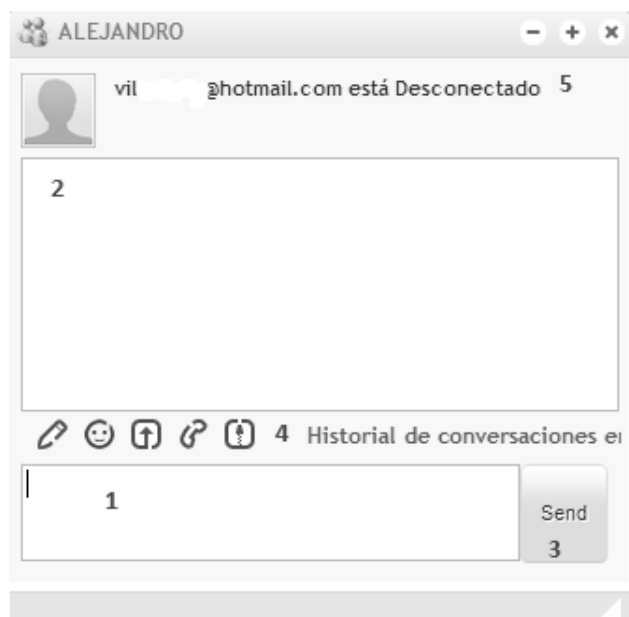 ALEJANDRO
vil @hotmail.com está Desconectado 5
2
4 Historial de conversaciones
1
Send
3